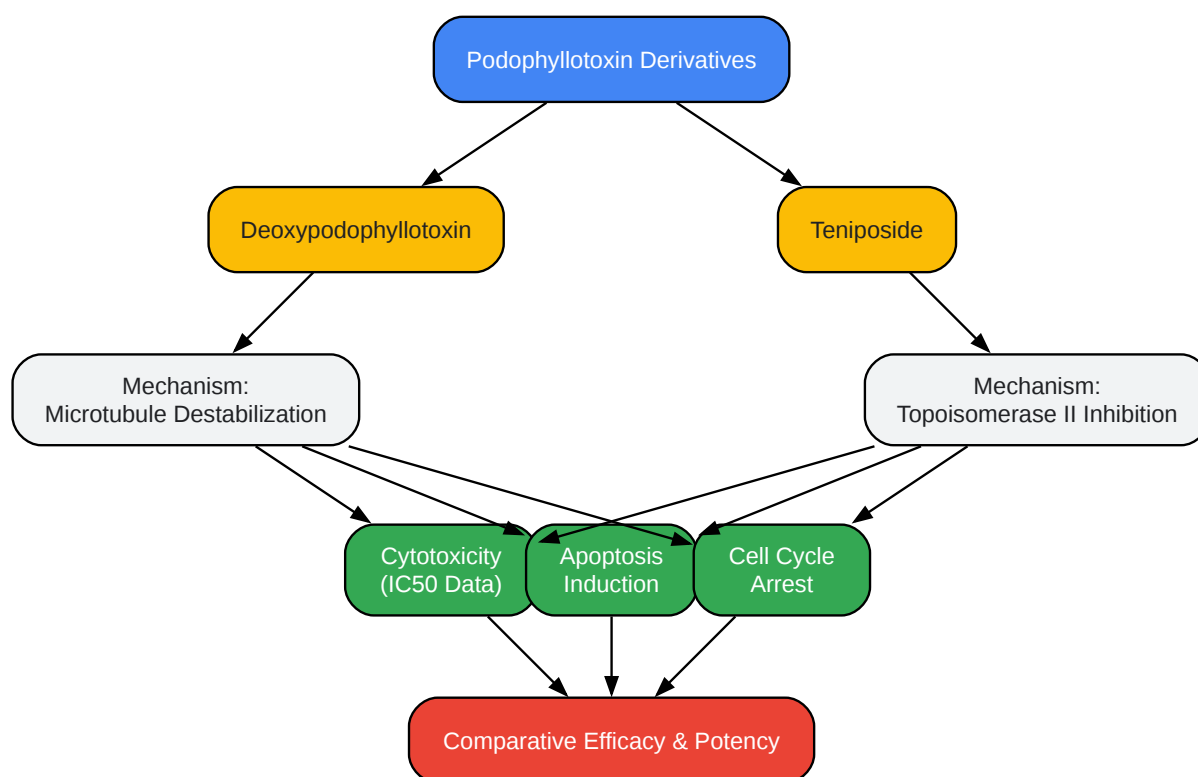 Podophyllotoxin Derivatives
Deoxypodophyllotoxin
Teniposide
Mechanism:
Microtubule Destabilization
Mechanism:
Topoisomerase II Inhibition
Cytotoxicity
(IC50 Data)
Apoptosis
Induction
Cell Cycle
Arrest
Comparative Efficacy & Potency